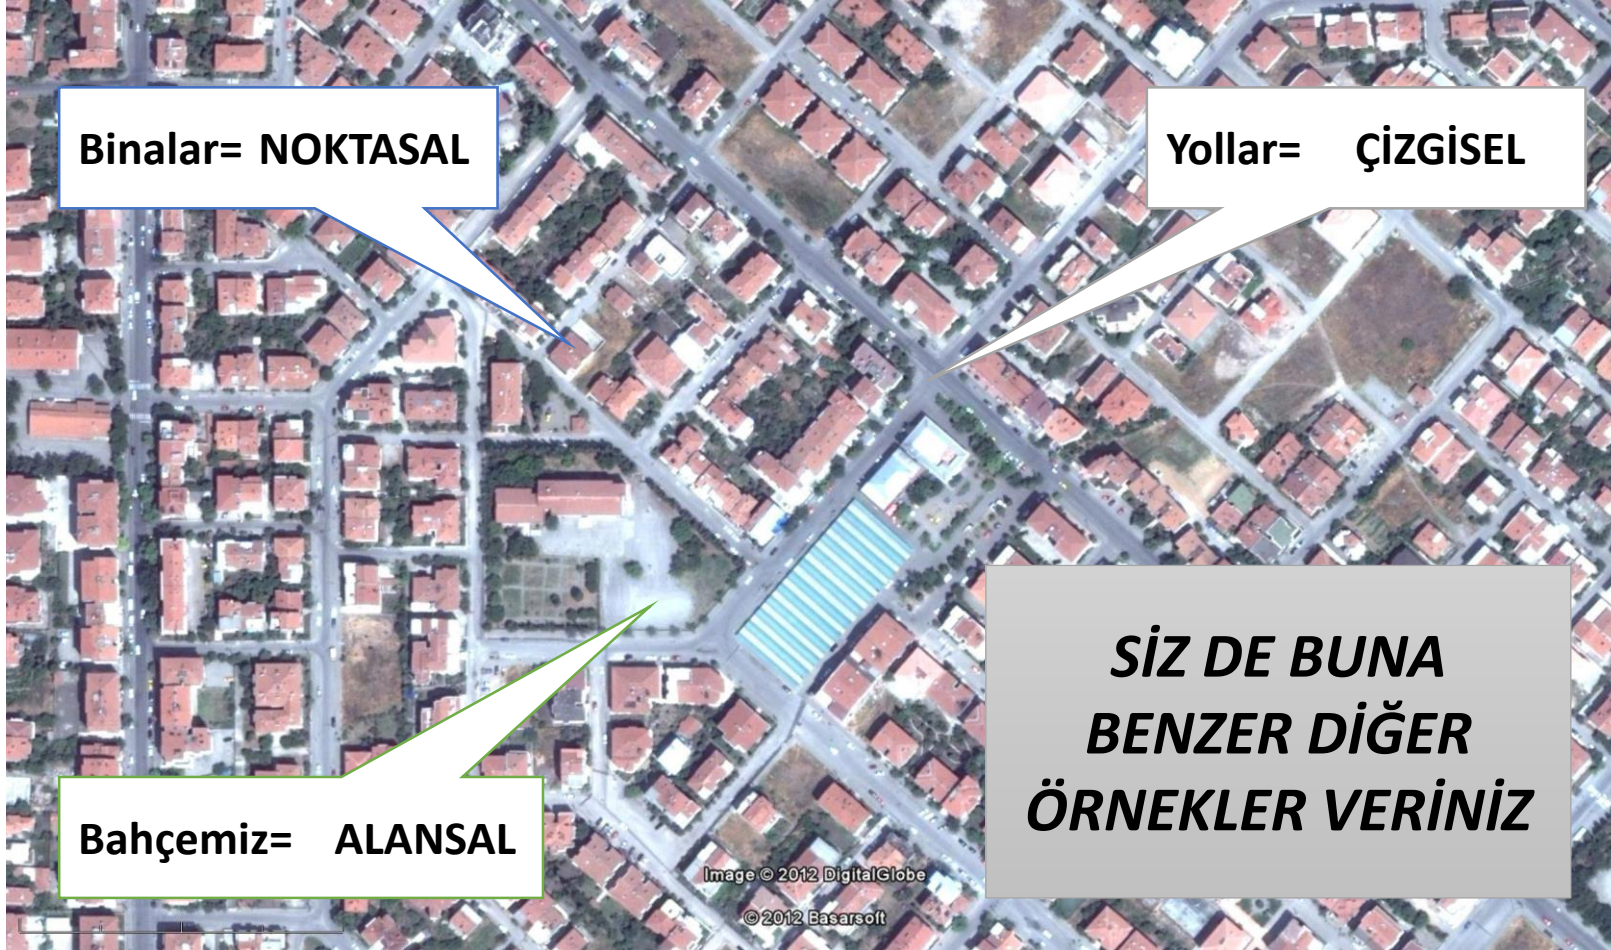 Binalar= NOKTASAL
Yollar= ÇİZGİSEL
Bahçemiz= ALANSAL
SİZ DE BUNA
BENZER DİĞER
ÖRNEKLER VERİNİZ
Image © 2012 DigitalGlobe
© 2012 Basarsoft